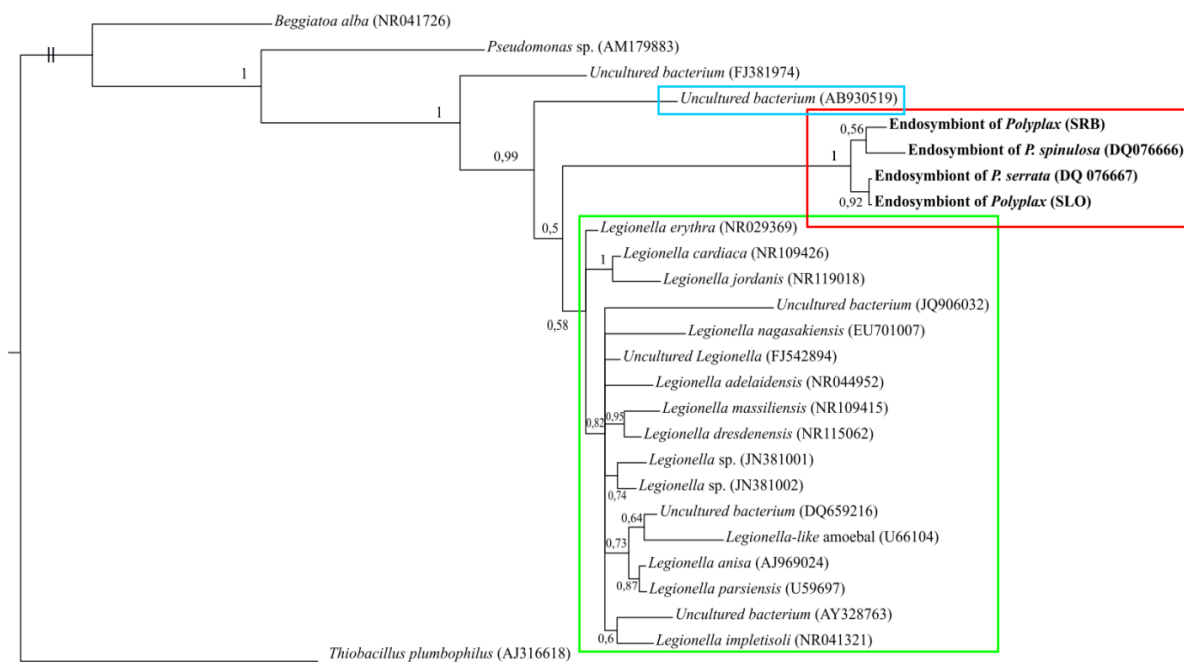 Beggiatoa alba (NR041726)
Pseudomonas sp. (AM179883)
1
Uncultured bacterium (FJ381974)
1
Uncultured bacterium (AB930519)
0,99
Endosymbiont of Polyplax (SRB)
0,56
Endosymbiont of P. spinulosa (DQ076666)
1
Endosymbiont of P. serrata (DQ 076667)
0,92
Endosymbiont of Polyplax (SLO)
0,5
Legionella erythra (NR029369)
Legionella cardiaca (NR109426)
1
Legionella jordanis (NR119018)
Uncultured bacterium (JQ906032)
0,58
Legionella nagasakiensis (EU701007)
Uncultured Legionella (FJ542894)
Legionella adelaidensis (NR044952)
Legionella massiliensis (NR109415)
0,82
0,95
Legionella dresdenensis (NR115062)
Legionella sp. (JN381001)
Legionella sp. (JN381002)
0,74
Uncultured bacterium (DQ659216)
0,64
Legionella-like amoebal (U66104)
0,73
Legionella anisa (AJ969024)
0,87
Legionella parsiensis (U59697)
Uncultured bacterium (AY328763)
0,6
Legionella impletisoli (NR041321)
Thiobacillus plumbophilus (AJ316618)